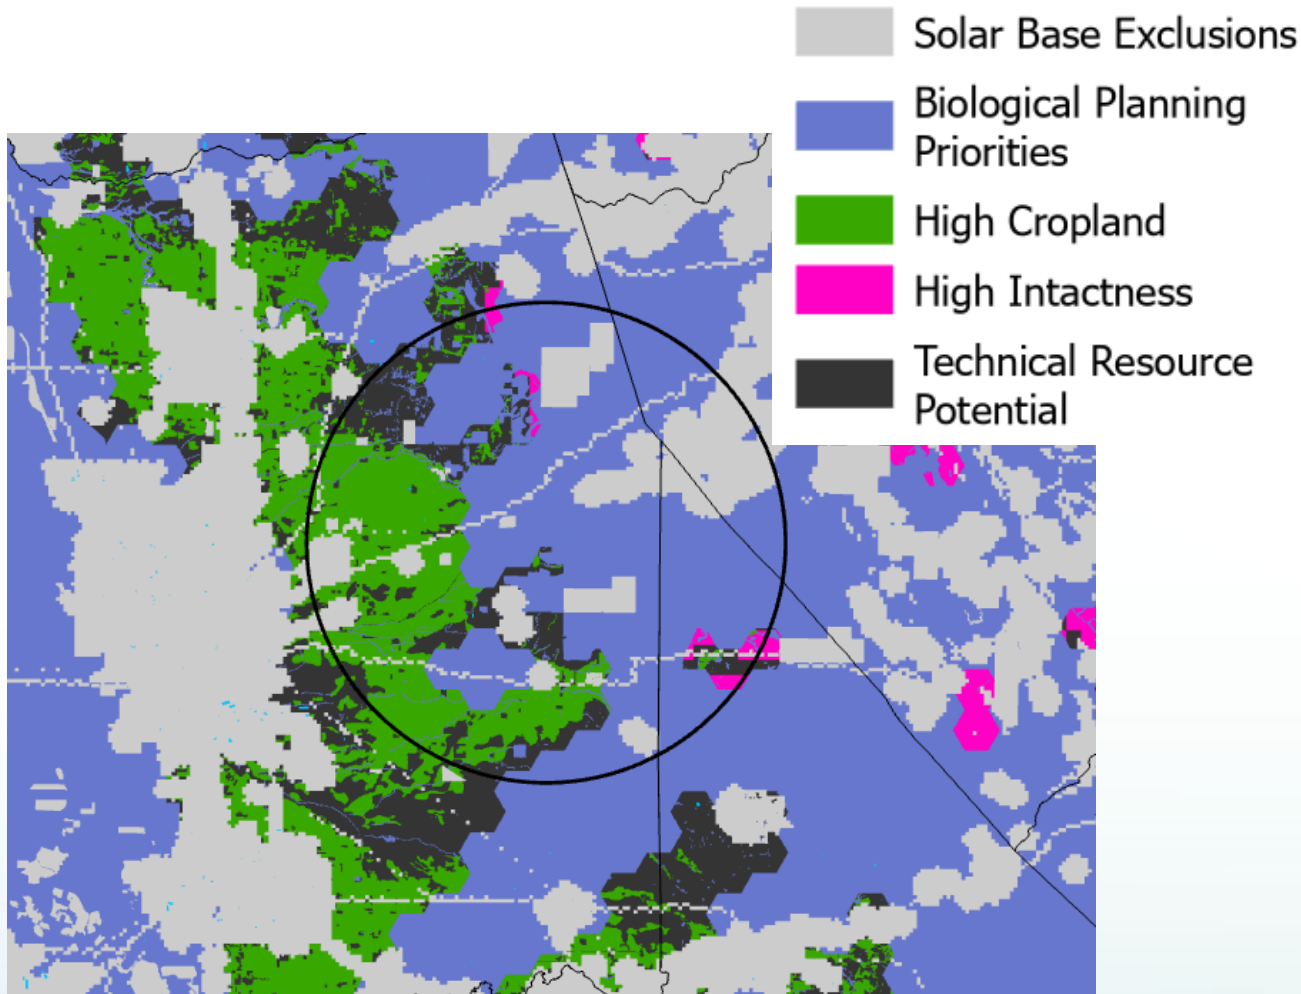 Solar Base Exclusions
Biological Planning
Priorities
High Cropland
High Intactness
Technical Resource
Potential